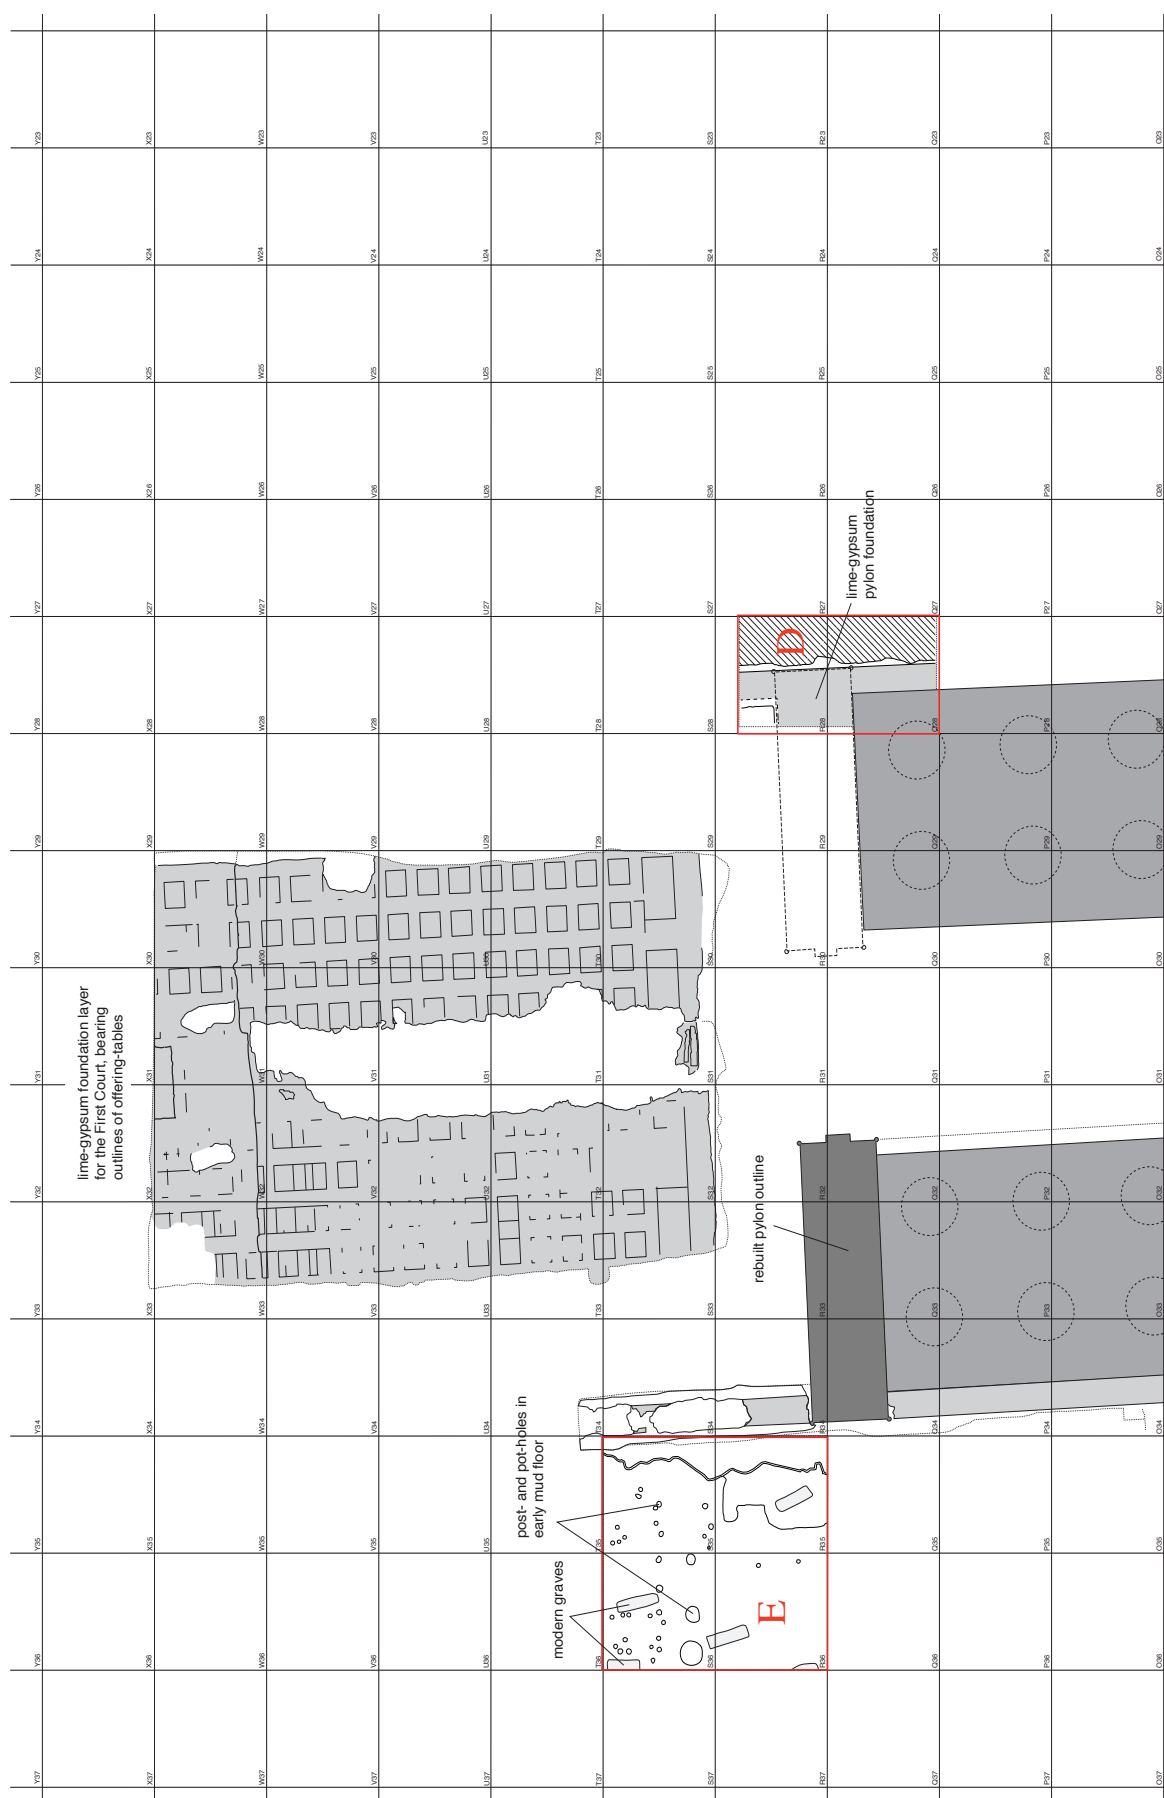 Y23 X23 W23 V23 U23 T23 S23 R23 Q23 P23 O23
Y24 X24 W24 V24 U24 T24 S24 R24 Q24 P24 O24
Y25 X25 W25 V25 U25 T25 S25 R25 Q25 P25 O25
Y26 X26 W26 V26 U26 T26 S26 R26 Q26 P26 O26
lime-gypsum
pylon foundation
Y27 X27 W27 V27 U27 T27 S27 R27 Q27 P27 O27
D
Y28 X28 W28 V28 U28 T28 S28 R28 Q28 P28 O28
Y29 X29 W29 V29 U29 T29 S29 R29 Q29 P29 O29
Y30 X30 W30 V30 U30 T30 S30 R30 Q30 P30 O30
lime-gypsum foundation layer
for the First Court, bearing
outlines of offering-tables
Y31 X31 W31 V31 U31 T31 S31 R31 Q31 P31 O31
Y32 X32 W32 V32 U32 T32 S32 R32 Q32 P32 O32
rebuilt pylon outline
Y33 X33 W33 V33 U33 T33 S33 R33 Q33 P33 O33
Y34 X34 W34 V34 U34 T34 S34 R34 Q34 P34 O34
post- and pot-holes in
early mud floor
Y35 X35 W35 V35 U35 T35 S35 R35 Q35 P35 O35
modern graves
E
Y36 X36 W36 V36 U36 T36 S36 R36 Q36 P36 O36
Y37 X37 W37 V37 U37 T37 S37 R37 Q37 P37 O37